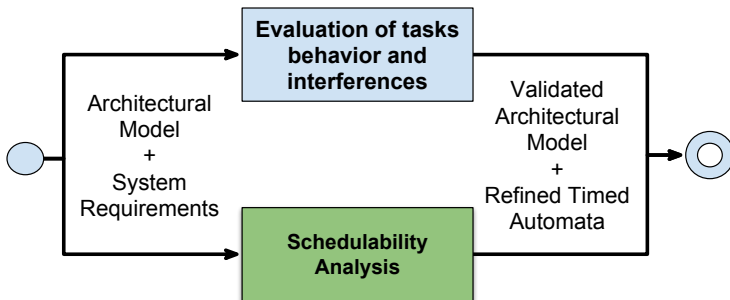 Evaluation of tasks
behavior and
interferences
Architectural
Model
+
System
Requirements
Validated
Architectural
Model
+
Refined Timed
Automata
Schedulability
Analysis